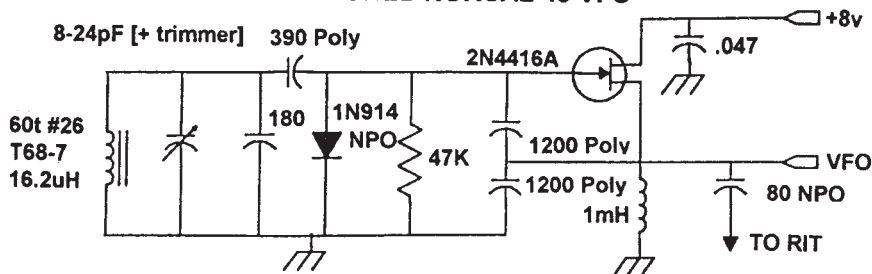 +8v
8-24pF [+ trimmer]
390 Poly
2N4416A
.047
60t #26
T68-7
16.2uH
180
1N914
NPO
47K
1200 Poly
1200 Poly
1mH
VFO
80 NPO
TO RIT